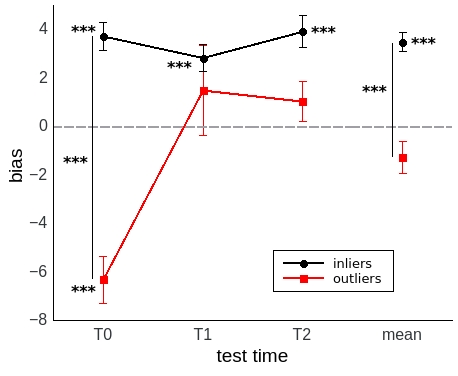 4
2
0
−2
−4
−6
−8
bias
***
***
***
***
***
***
***
inliers
outliers
T0
T1
T2
mean
test time